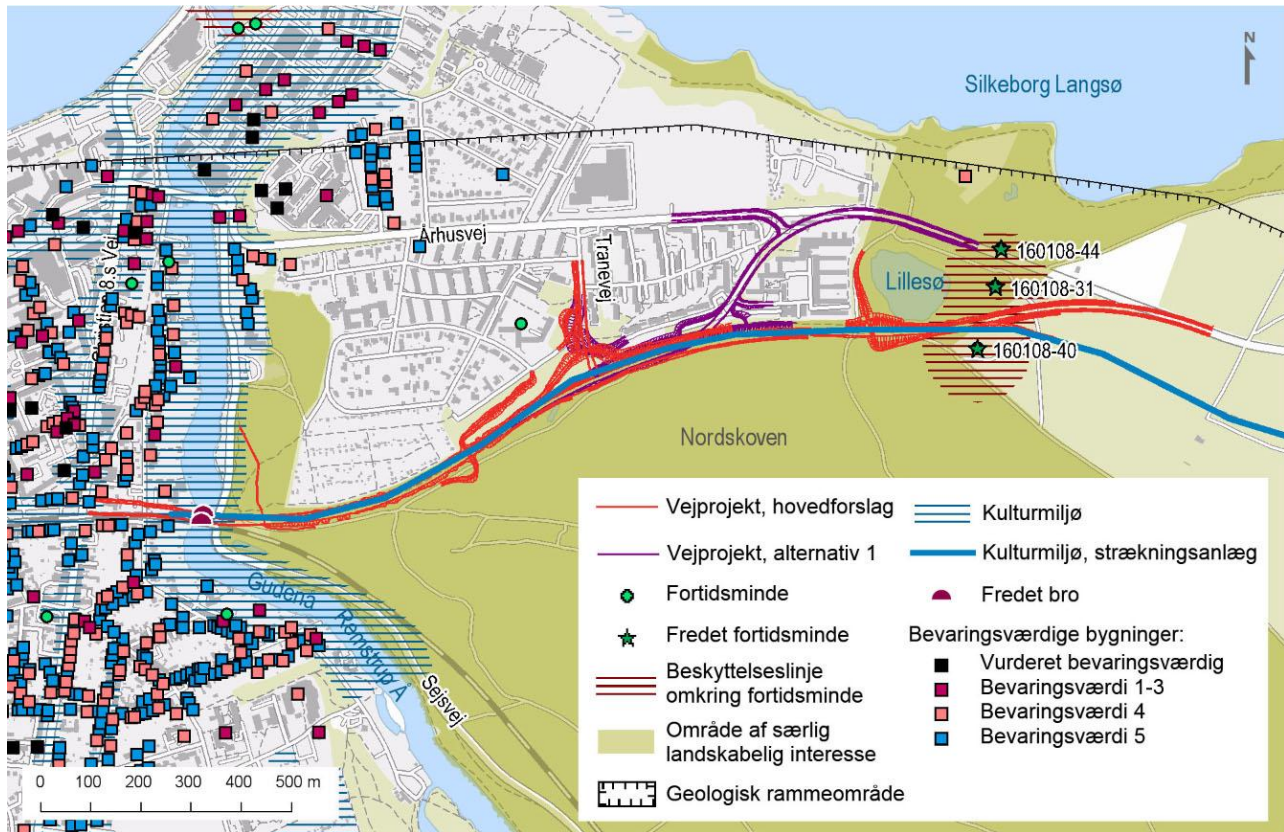 N
Silkeborg Langsø
Århusvej
Tranevej
Lillesø
160108-44
160108-31
160108-40
Nordskoven
8.s Vej
Gudenå
Remstrup Å
Sejsvej
0 100 200 300 400 500 m
Vejprojekt, hovedforslag
Vejprojekt, alternativ 1
Fortidsminde
Fredet fortidsminde
Beskyttelseslinje
omkring fortidsminde
Område af særlig
landskabelig interesse
Geologisk rammeområde
Kulturmiljø
Kulturmiljø, strækningsanlæg
Fredet bro
Bevaringsværdige bygninger:
Vurderet bevaringsværdig
Bevaringsværdi 1-3
Bevaringsværdi 4
Bevaringsværdi 5